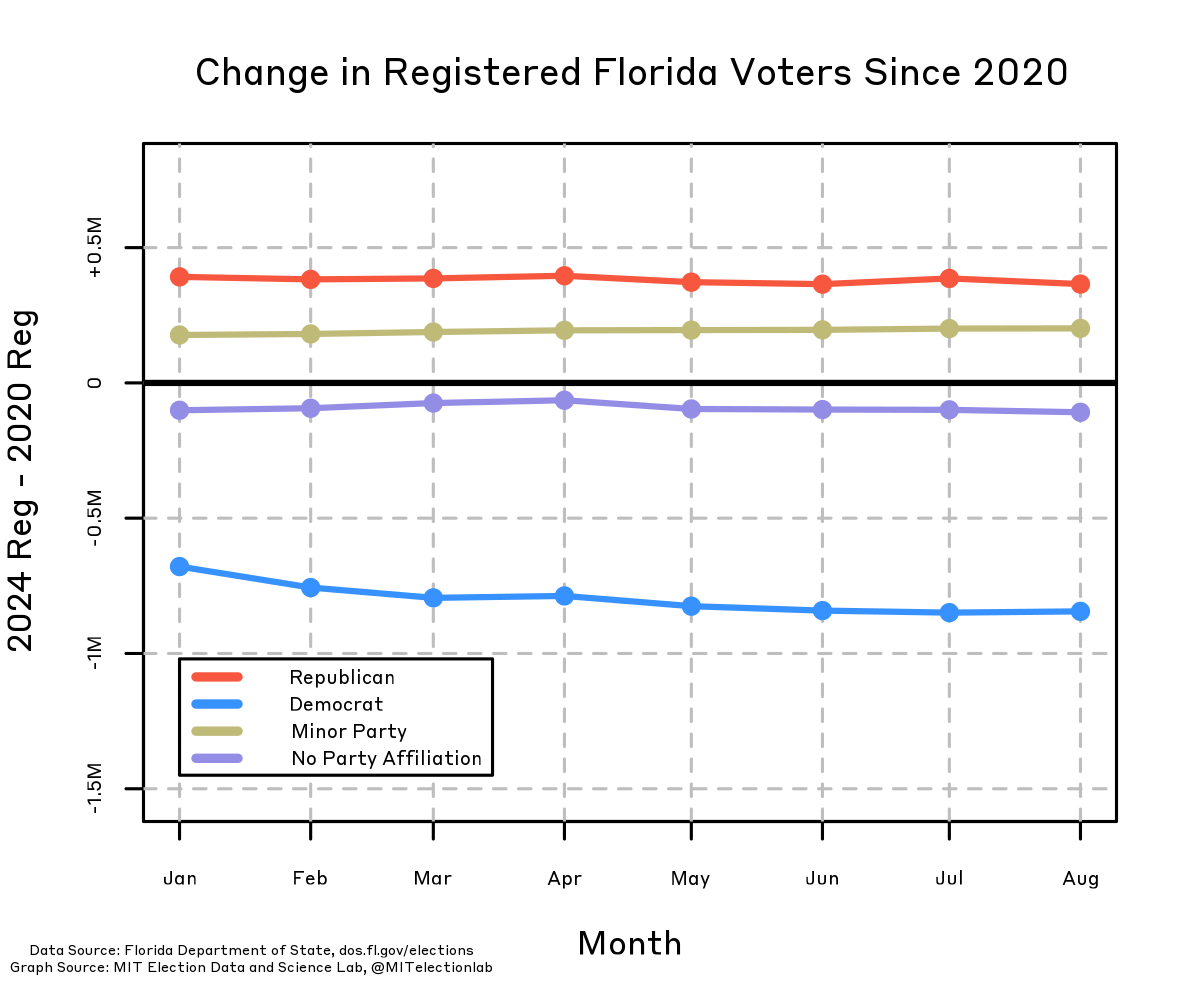 Change in Registered Florida Voters Since 2020
2024 Reg - 2020 Reg
+0.5M
0
-0.5M
-1M
-1.5M
Republican
Democrat
Minor Party
No Party Affiliation
Jan Feb Mar Apr May Jun Jul Aug
Month
Data Source: Florida Department of State, dos.fl.gov/elections
Graph Source: MIT Election Data and Science Lab, @MITelectionlab